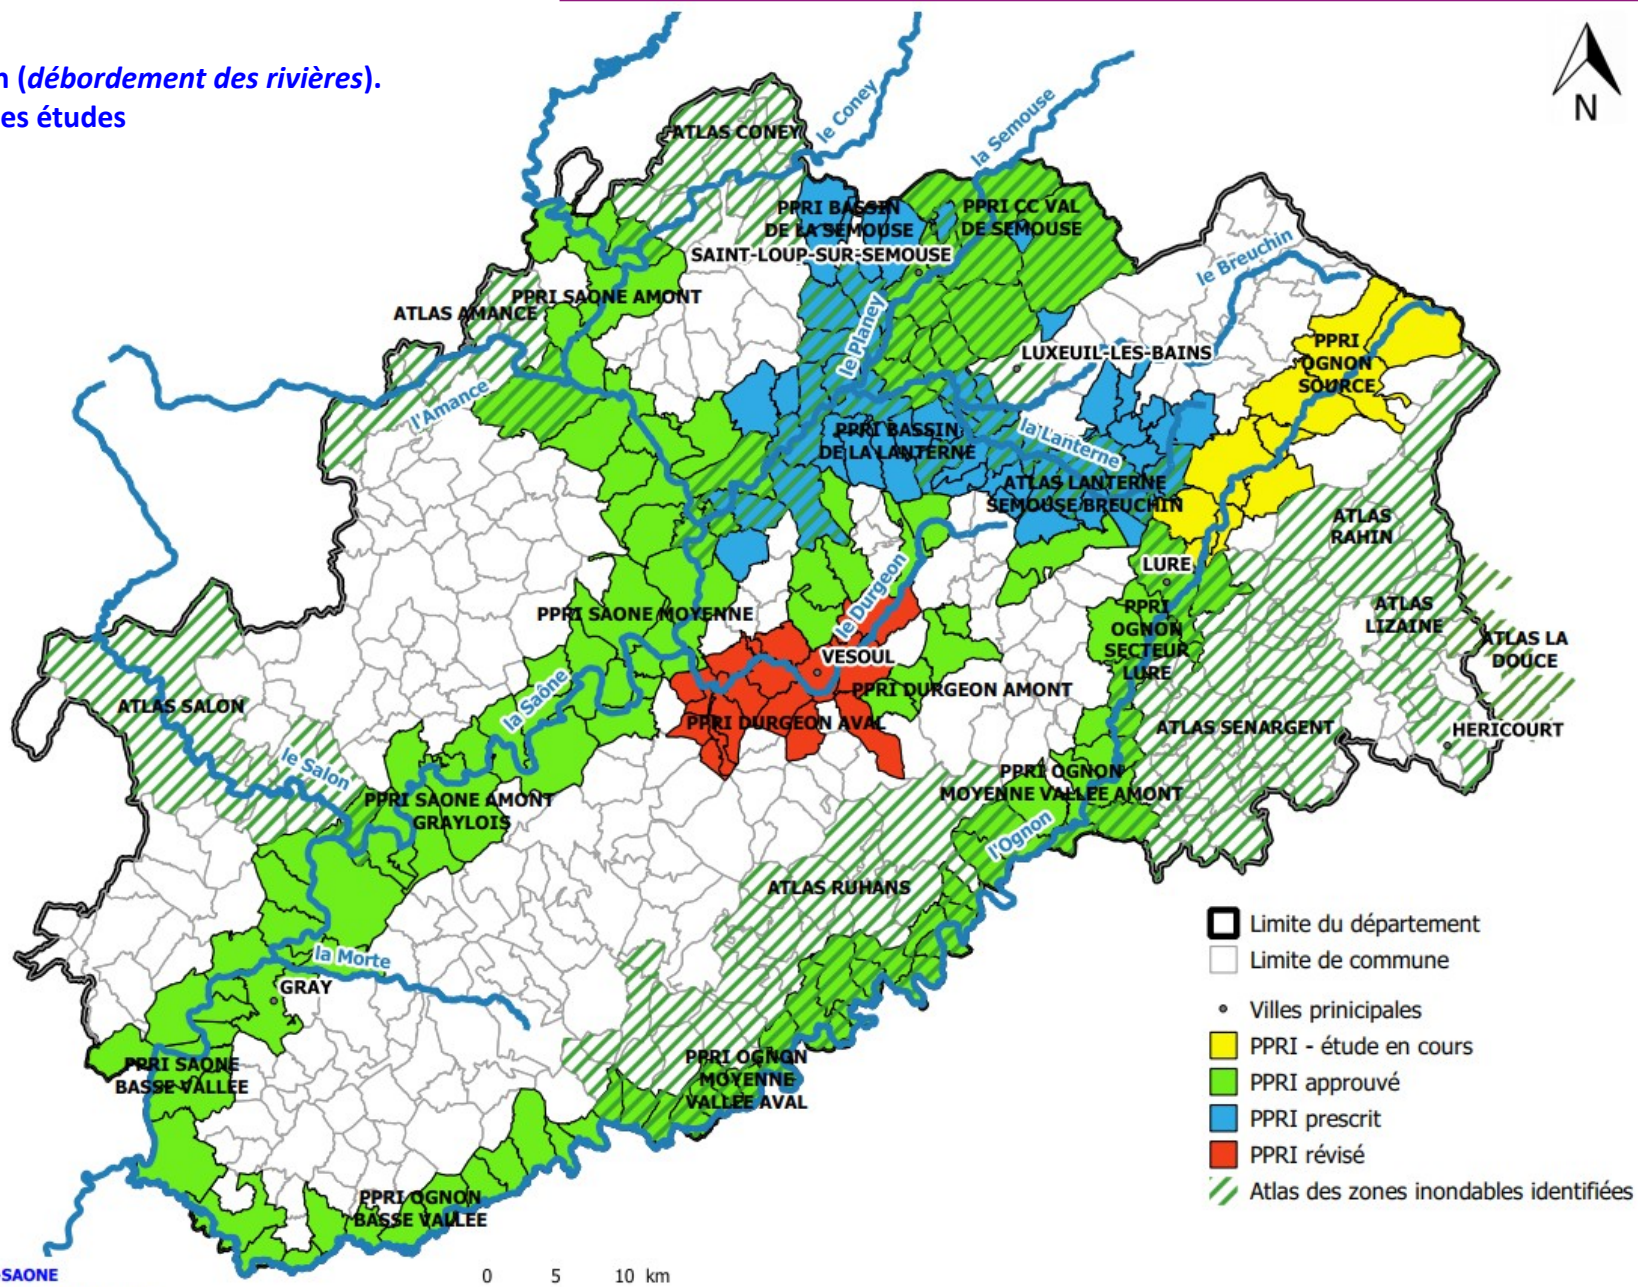 n (débordement des rivières).
es études
N
ATLAS CONEY
le Coney
la Semouse
PPRI BASSIN
DE LA SEMOUSE
PPRI CC VAL
DE SEMOUSE
SAINT-LOUP-SUR-SEMOUSE
le Breuchin
PPRI SAONE AMONT
ATLAS AMANCE
le Planey
LUXEUIL-LES-BAINS
PPRI
OGNON
SOURCE
l'Amance
PPRI BASSIN
DE LA LANTERNE
la Lanterne
ATLAS LANTERNE
SEMOUSE BREUCHIN
ATLAS
RAHIN
LURE
le Durgeon
PPRI SAONE MOYENNE
PPRI
OGNON
SECTEUR
LURE
ATLAS
LIZAINE
ATLAS LA
DOUCE
VESOUL
PPRI DURGEON AMONT
la Saône
ATLAS SALON
PPRI DURGEON AVAL
ATLAS SENARGENT
HERICOURT
le Salon
PPRI OGNON
MOYENNE VALLEE AMONT
PPRI SAONE AMONT
GRAYLOIS
l'Ognon
ATLAS RUHANS
la Morte
GRAY
PPRI SAONE
BASSE VALLEE
PPRI OGNON
MOYENNE
VALLEE AVAL
PPRI OGNON
BASSE VALLEE
Limite du département
Limite de commune
Villes prinicipales
PPRI - étude en cours
PPRI approuvé
PPRI prescrit
PPRI révisé
Atlas des zones inondables identifiées
-SAONE
0 5 10 km